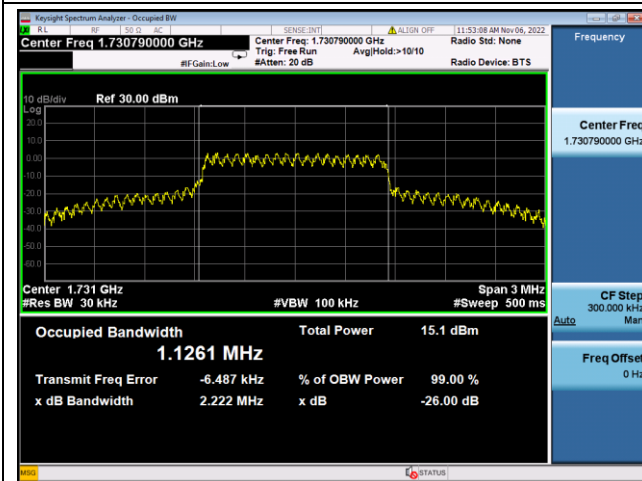 Keysight Spectrum Analyzer - Occupied BW
RL RF 50 Ω AC SENSE:INT ALIGN OFF 11:53:08 AM Nov 06, 2022
Center Freq 1.730790000 GHz
Center Freq: 1.730790000 GHz
Radio Std: None
Trig: Free Run Avg|Hold:>10/10
#IFGain:Low #Atten: 20 dB
Radio Device: BTS
10 dB/div Ref 30.00 dBm
Log
20.0
10.0
0.00
-10.0
-20.0
-30.0
-40.0
-50.0
-60.0
Center 1.731 GHz Span 3 MHz
#Res BW 30 kHz #VBW 100 kHz #Sweep 500 ms
Occupied Bandwidth Total Power 15.1 dBm
1.1261 MHz
Transmit Freq Error -6.487 kHz % of OBW Power 99.00 %
x dB Bandwidth 2.222 MHz x dB -26.00 dB
MSG STATUS
Frequency
Center Freq
1.730790000 GHz
CF Step
300.000 kHz
Auto Man
Freq Offset
0 Hz